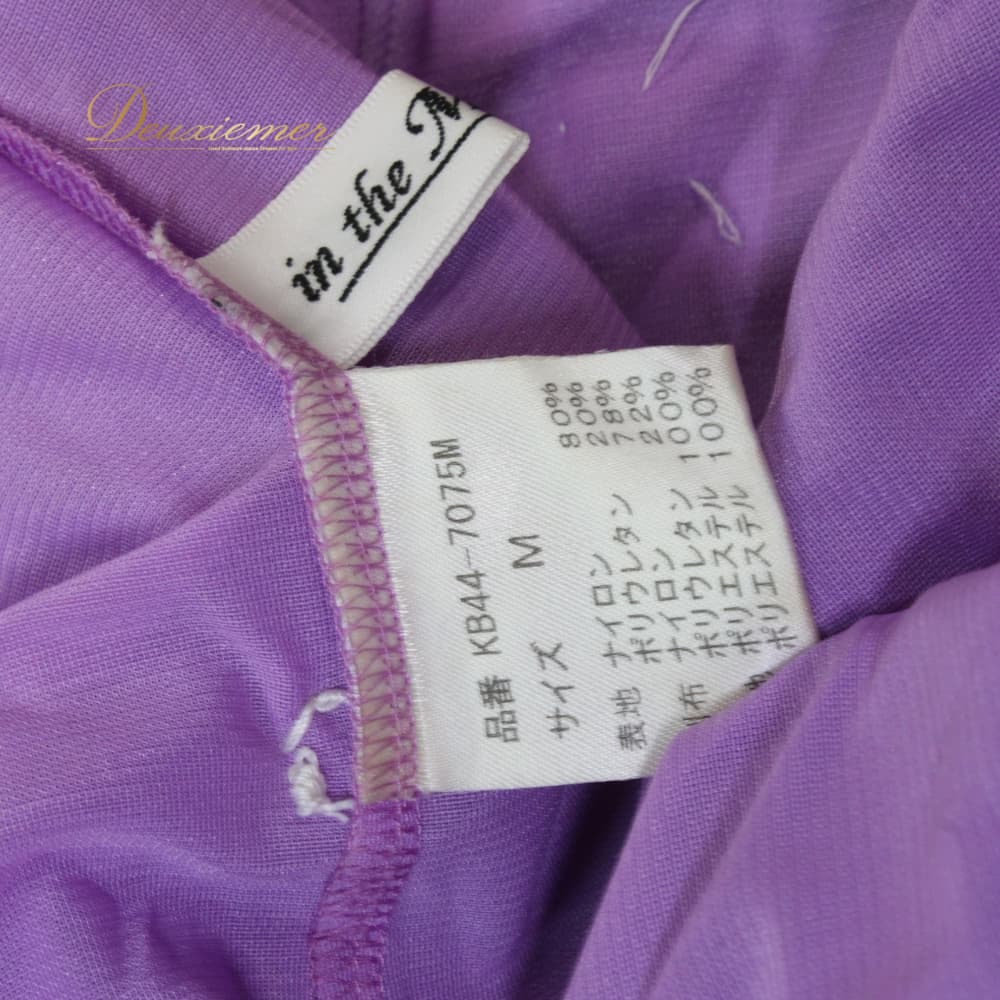 Deuxiemer
in the
品番 KB44-7075M
サイズ M
表地 ナイロン 80%
ポリウレタン 20%
布 ナイロン 78%
ポリウレタン 22%
ポリエステル 100%
ポリエステル 100%